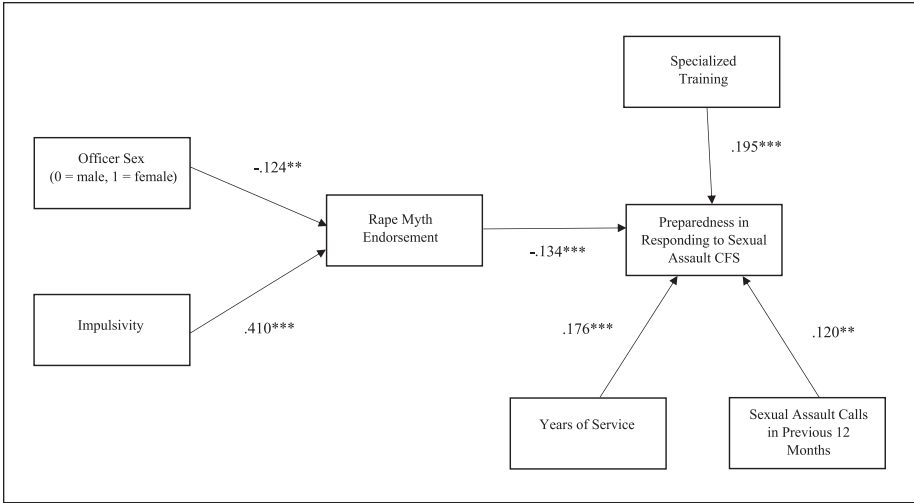 Specialized
Training
.195***
Officer Sex
(0 = male, 1 = female)
-.124**
Rape Myth
Endorsement
-.134***
Preparedness in
Responding to Sexual
Assault CFS
Impulsivity
.410***
.176***
.120**
Years of Service
Sexual Assault Calls
in Previous 12
Months